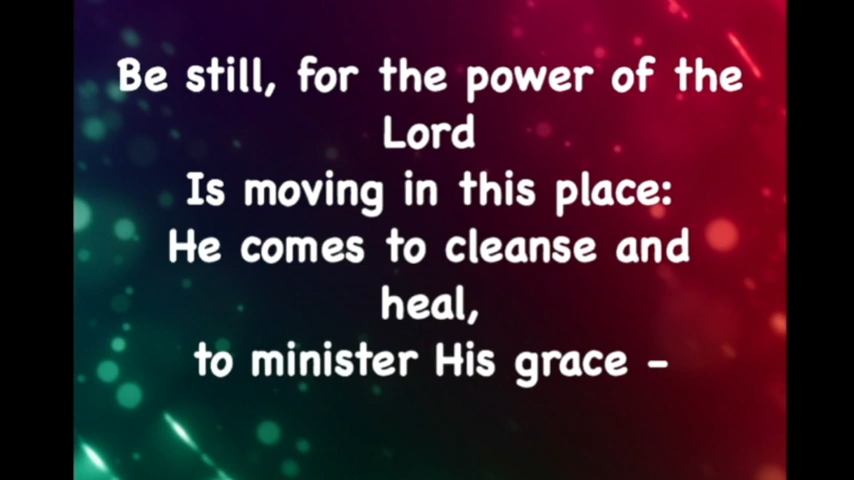 Be still, for the power of the
Lord
Is moving in this place:
He comes to cleanse and
heal,
to minister His grace -